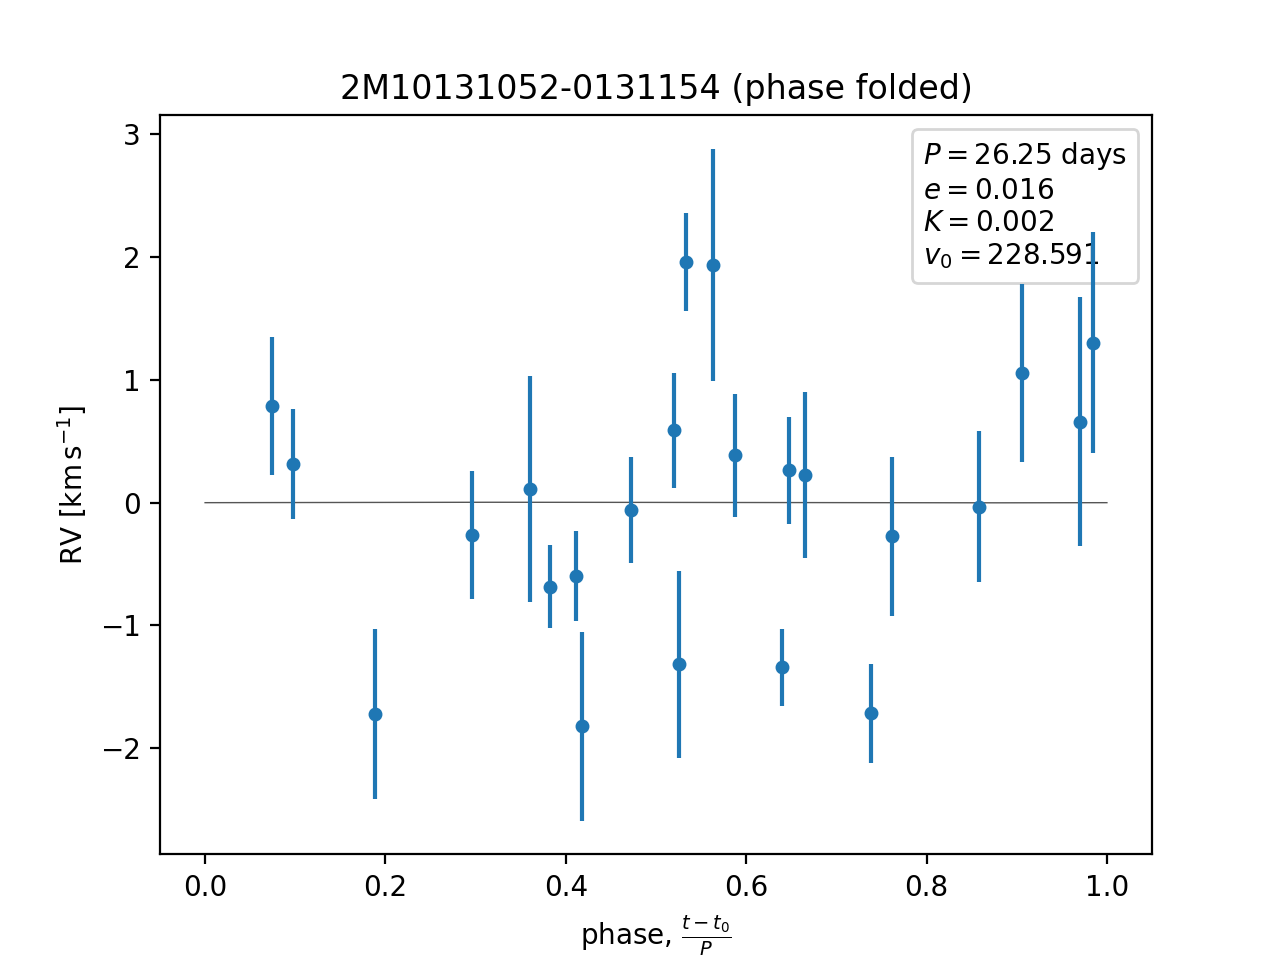 2M10131052-0131154 (phase folded)
P = 26.25 days
e = 0.016
K = 0.002
v₀ = 228.591
3
2
1
0
−1
−2
RV [km s⁻¹]
0.0 0.2 0.4 0.6 0.8 1.0
phase, (t − t₀)/P